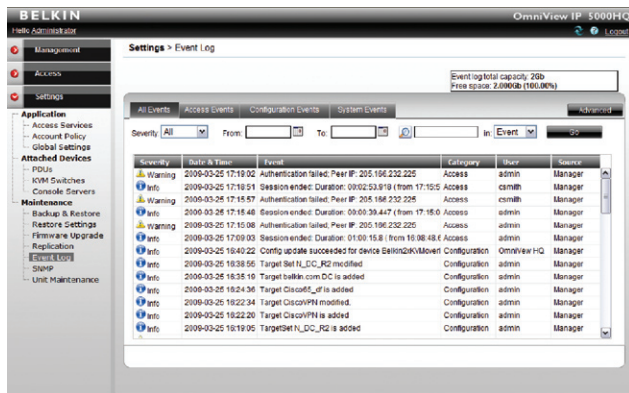 BELKIN
OmniView IP 5000HQ
Hello Administrator
Logout
Management
Access
Settings
Application
Access Services
Account Policy
Global Settings
Attached Devices
PDUs
KVM Switches
Console Servers
Maintenance
Backup & Restore
Restore Settings
Firmware Upgrade
Replication
Event Log
SNMP
Unit Maintenance
Settings > Event Log
Event log total capacity: 2Gb
Free space: 2.000Gb (100.00%)
All Events Access Events Configuration Events System Events Advanced
Severity All From: To: In: Event Go
Severity Date & Time Event Category User Source
Warning 2009-03-25 17:19:02 Authentication failed; Peer IP: 205.166.232.225 Access admin Manager
Info 2009-03-25 17:18:51 Session ended: Duration: 00:02:53.918 ( from 17:15:5 Access csmith Manager
Warning 2009-03-25 17:15:57 Authentication failed; Peer IP: 205.166.232.225 Access csmith Manager
Info 2009-03-25 17:15:48 Session ended: Duration: 00:00:39.447 ( from 17:15:0 Access admin Manager
Warning 2009-03-25 17:15:08 Authentication failed; Peer IP: 205.166.232.225 Access admin Manager
Info 2009-03-25 17:09:03 Session ended: Duration: 01:00:15.8 ( from 16:08:48.6 Access admin Manager
Info 2009-03-25 16:40:22 Config update succeeded for device Configuration OmniView HQ Manager
Info 2009-03-25 16:38:55 Target Set N_DC_R2 modified Configuration admin Manager
Info 2009-03-25 16:35:19 Target belkin.com DC is added Configuration admin Manager
Info 2009-03-25 16:24:36 Target Cisco65_df is added Configuration admin Manager
Info 2009-03-25 16:22:34 Target CiscoVPN modified. Configuration admin Manager
Info 2009-03-25 16:22:20 Target CiscoVPN is added Configuration admin Manager
Info 2009-03-25 16:19:05 TargetSet N_DC_R2 is added Configuration admin Manager